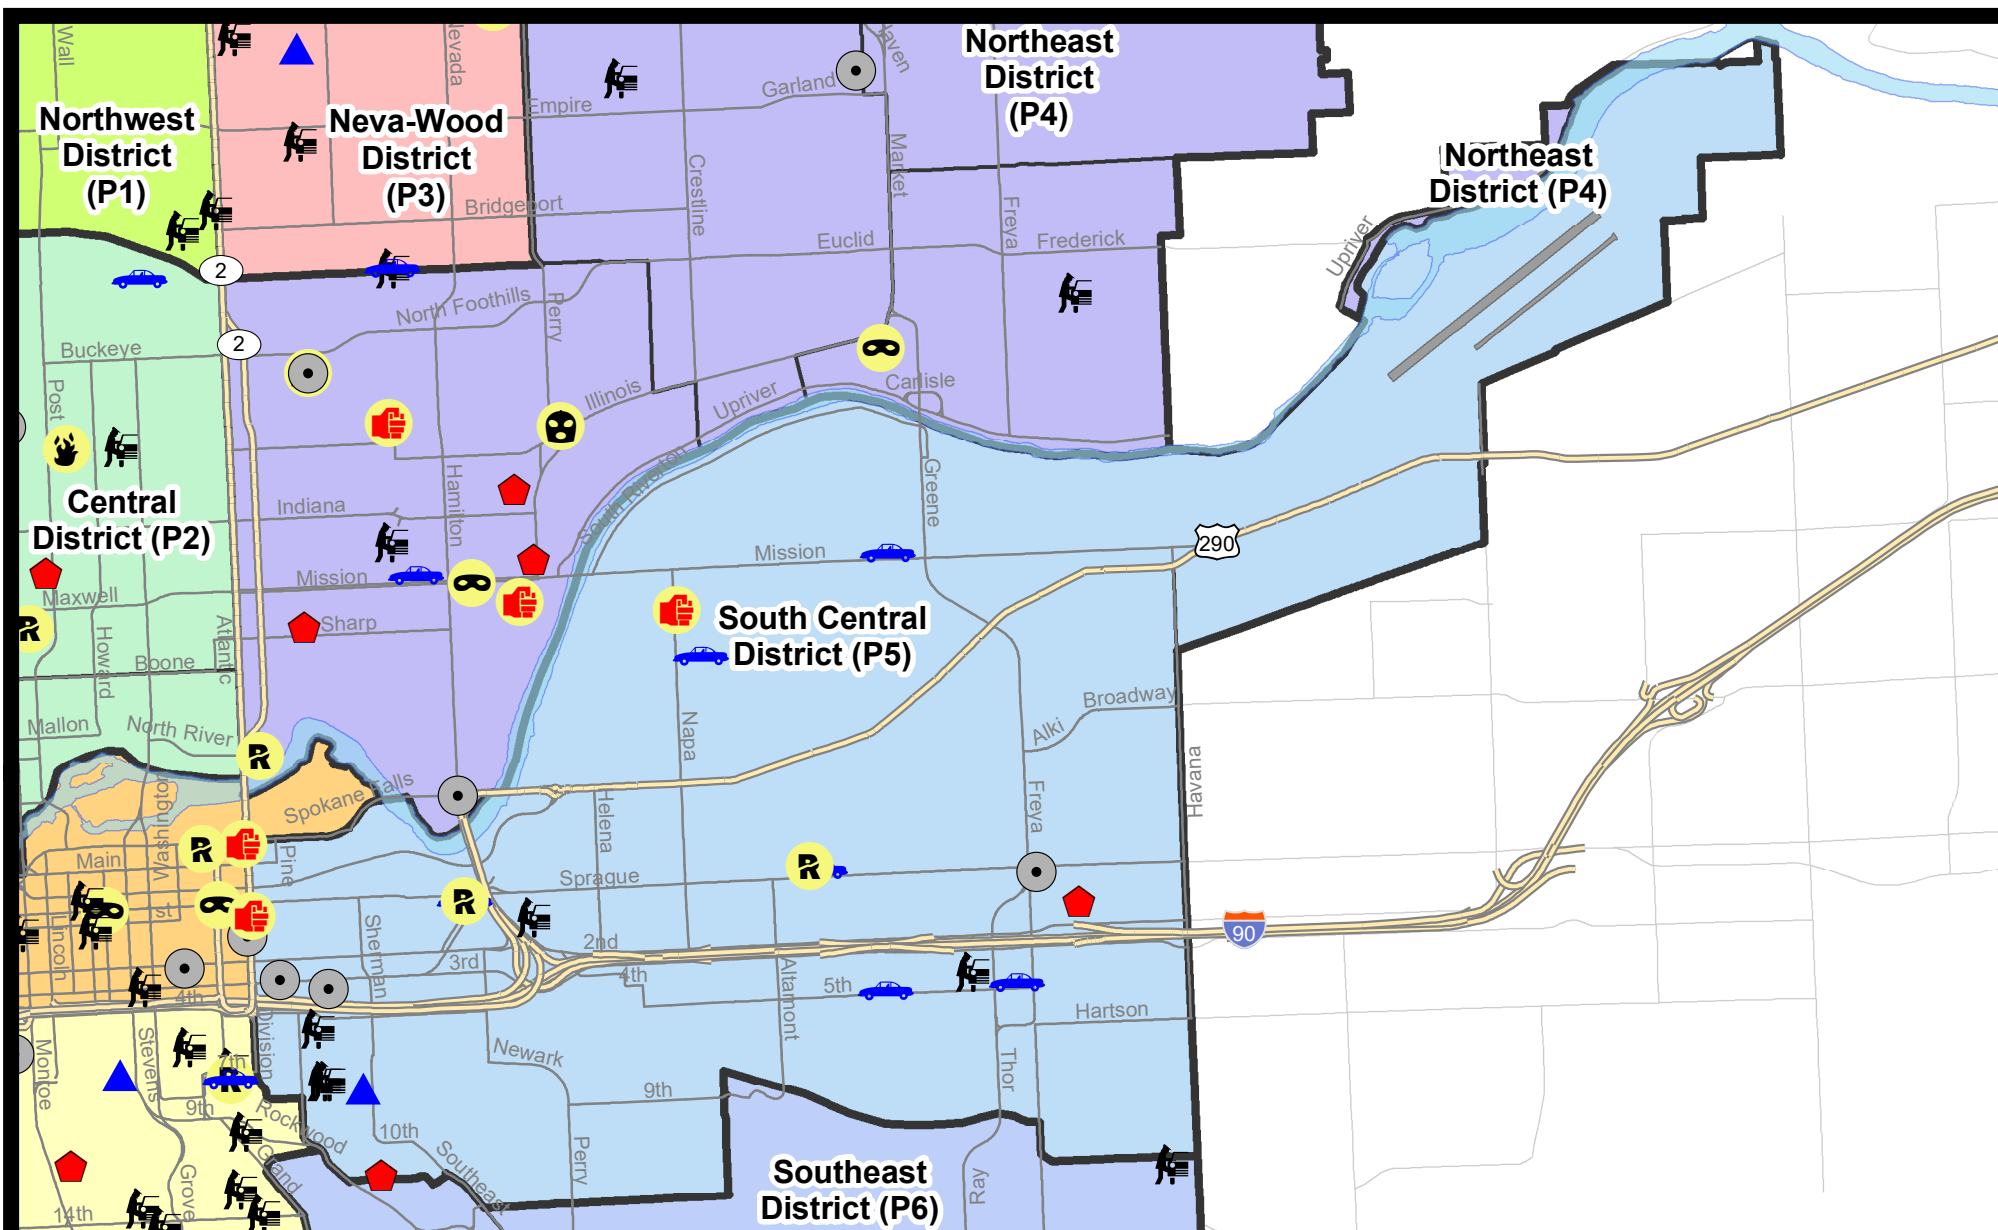 Wall
Nevada
Haven
Northeast
District
(P4)
Garland
Empire
Northwest
District
(P1)
Neva-Wood
District
(P3)
Market
Crestline
Northeast
District (P4)
Bridgeport
Freya
Euclid
Frederick
Upriver
2
North Foothills
Perry
2
Buckeye
Post
Illinois
Upriver
Carlisle
Central
District (P2)
Indiana
Hamilton
South Riverton
Greene
290
Mission
Mission
Maxwell
Sharp
South Central
District (P5)
Howard
Atlantic
Boone
Broadway
Mallon
North River
Napa
Alki
Havana
Washington
Spokane Falls
Helena
Freya
R
R
R
R
R
R
Main
Pine
Sprague
1st
Lincoln
Sherman
2nd
90
3rd
4th
4th
5th
Altamont
Hartson
Division
Monroe
Stevens
7th
Newark
Thor
9th
9th
Rockwood
10th
Grand
Southeast
Perry
Grove
Ray
Southeast
District (P6)
14th